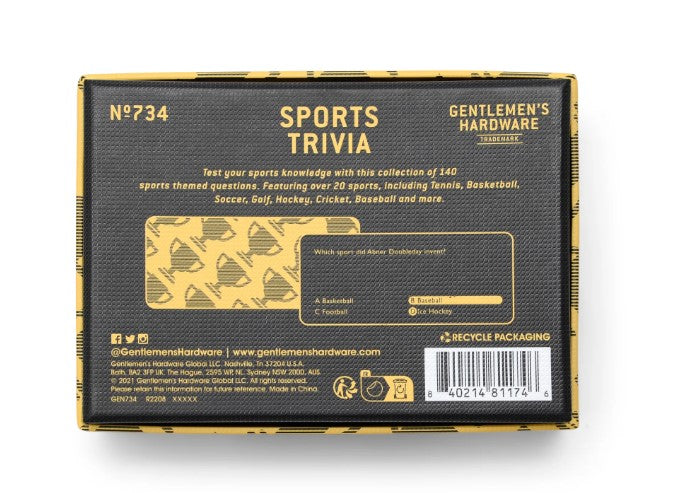 Nº734
SPORTS
TRIVIA
GENTLEMEN'S
HARDWARE
TRADEMARK
Test your sports knowledge with this collection of 140
sports themed questions. Featuring over 20 sports, including Tennis, Basketball,
Soccer, Golf, Hockey, Cricket, Baseball and more.
Which sport did Abner Doubleday invent?
A Basketball
B Baseball
C Football
D Ice Hockey
@GentlemensHardware | www.gentlemenshardware.com
Gentlemen's Hardware Global LLC. Nashville, Tn 37204 U.S.A.
Bath, BA2 3FP UK. The Hague, 2595 WP, NL. Sydney NSW 2000, AUS.
© 2021 Gentlemen's Hardware Global LLC. All rights reserved.
Please retain this information for future reference. Made in China.
GEN734 R2208 XXXXX
RECYCLE PACKAGING
8 40214 81174 6